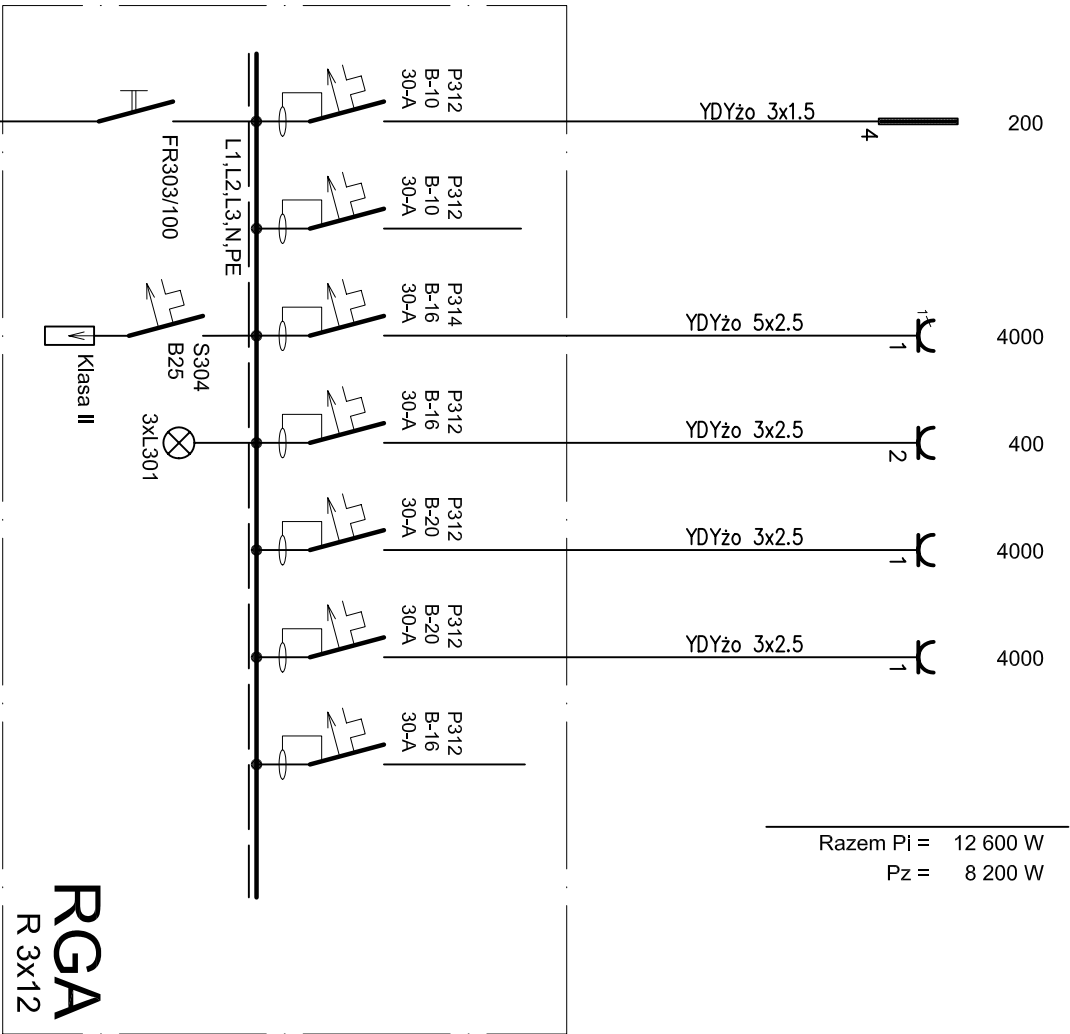 P312
B-10
30-A
YDYżo 3x1.5
4
200
FR303/100
L1,L2,L3,N,PE
P312
B-10
30-A
P314
B-16
30-A
YDYżo 5x2.5
1
4000
S304
B25
Klasa II
P312
B-16
30-A
YDYżo 3x2.5
2
400
3xL301
P312
B-20
30-A
YDYżo 3x2.5
1
4000
P312
B-20
30-A
YDYżo 3x2.5
1
4000
P312
B-16
30-A
Razem Pi = 12 600 W
Pz = 8 200 W
RGA
R 3x12